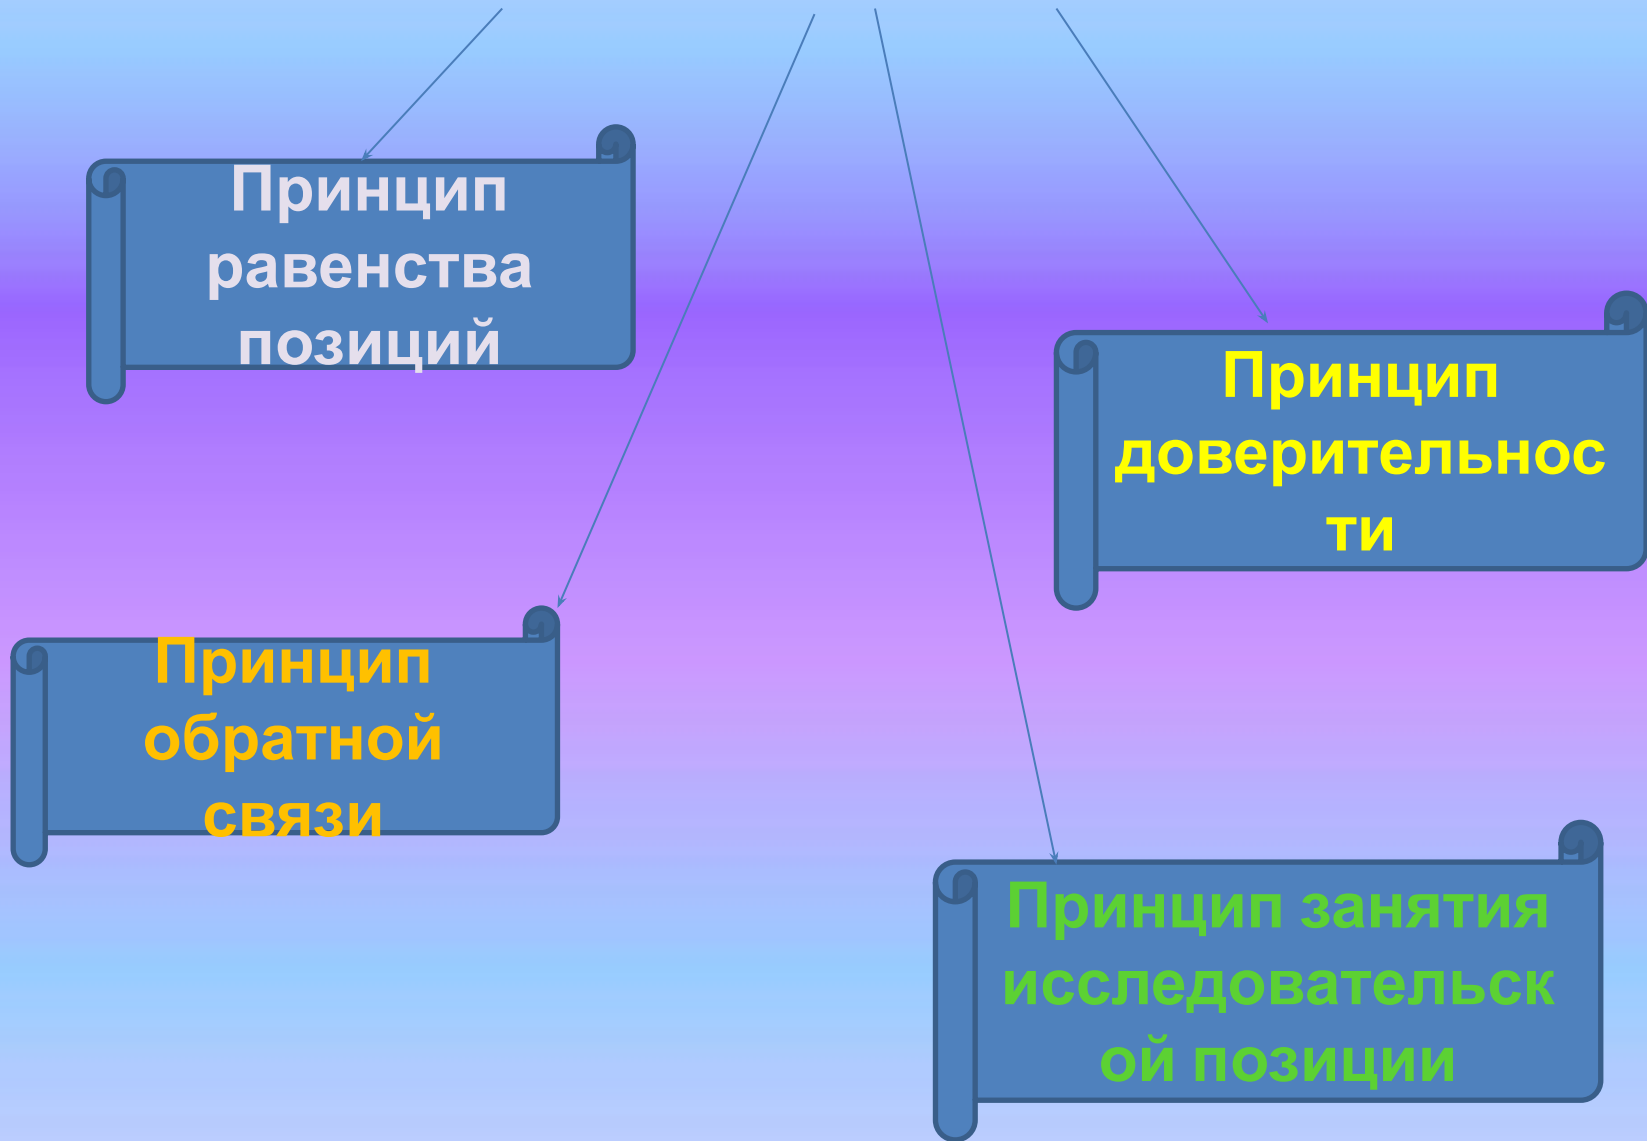 Принцип
равенства
позиций
Принцип
доверительнос
ти
Принцип
обратной
связи
Принцип занятия
исследовательск
ой позиции